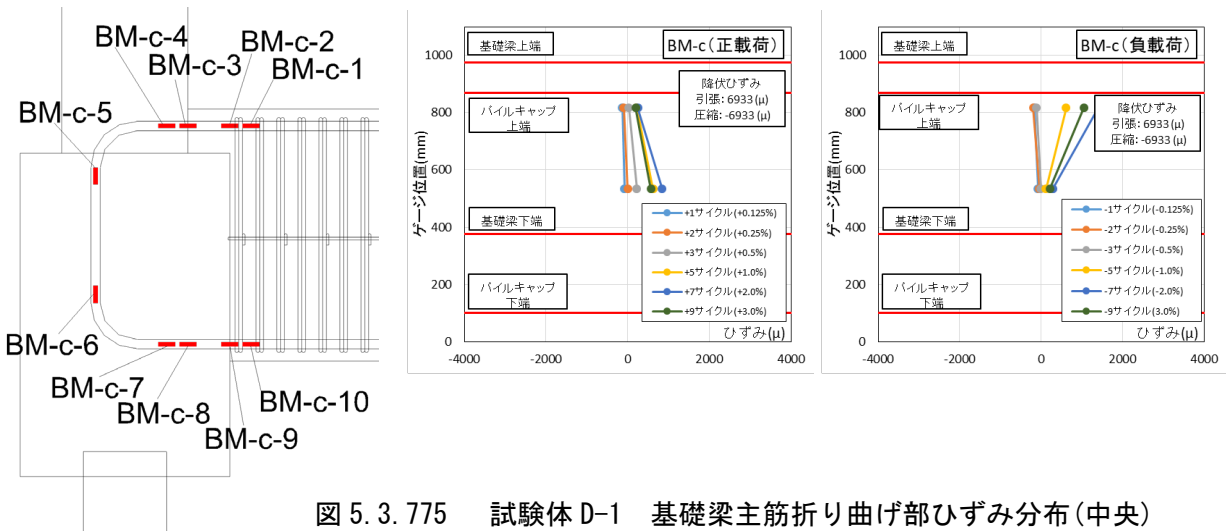 BM-c-4
BM-c-3
BM-c-2
BM-c-1
BM-c-5
BM-c-6
BM-c-7
BM-c-8
BM-c-9
BM-c-10
BM-c(正載荷)
基礎梁上端
降伏ひずみ
引張: 6933(μ)
圧縮: -6933(μ)
パイルキャップ
上端
基礎梁下端
パイルキャップ
下端
+1サイクル(+0.125%)
+2サイクル(+0.25%)
+3サイクル(+0.5%)
+5サイクル(+1.0%)
+7サイクル(+2.0%)
+9サイクル(+3.0%)
ゲージ位置(mm)
1000
800
600
400
200
0
ひずみ(μ)
-4000 -2000 0 2000 4000
BM-c(負載荷)
基礎梁上端
降伏ひずみ
引張: 6933(μ)
圧縮: -6933(μ)
パイルキャップ
上端
基礎梁下端
パイルキャップ
下端
-1サイクル(-0.125%)
-2サイクル(-0.25%)
-3サイクル(-0.5%)
-5サイクル(-1.0%)
-7サイクル(-2.0%)
-9サイクル(3.0%)
ゲージ位置(mm)
1000
800
600
400
200
0
ひずみ(μ)
-4000 -2000 0 2000 4000
図 5.3.775 試験体 D-1 基礎梁主筋折り曲げ部ひずみ分布(中央)